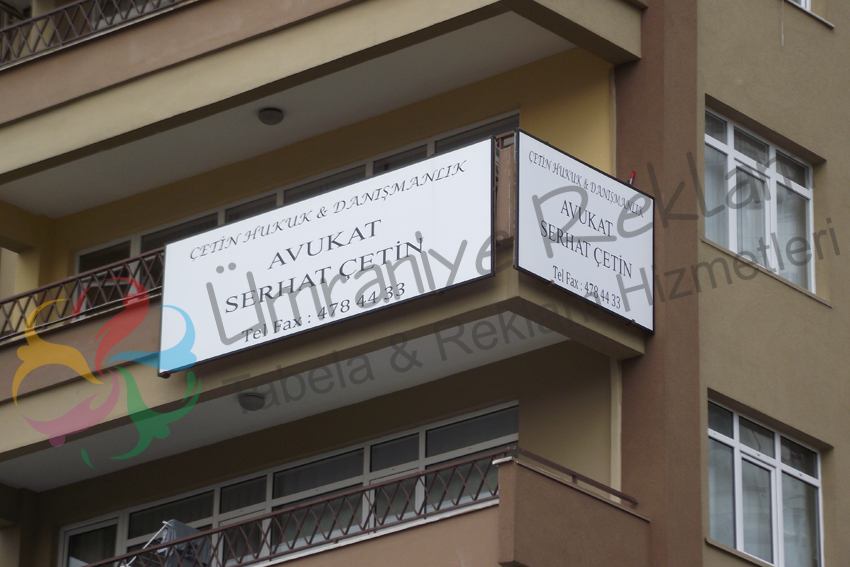 ÇETİN HUKUK & DANIŞMANLIK
AVUKAT
SERHAT ÇETİN
Tel Fax : 478 44 33
ÇETİN HUKUK & DANIŞMANLIK
AVUKAT
SERHAT ÇETİN
Tel Fax : 478 44 33
Ümraniye Reklam
Tabela & Reklam Hizmetleri